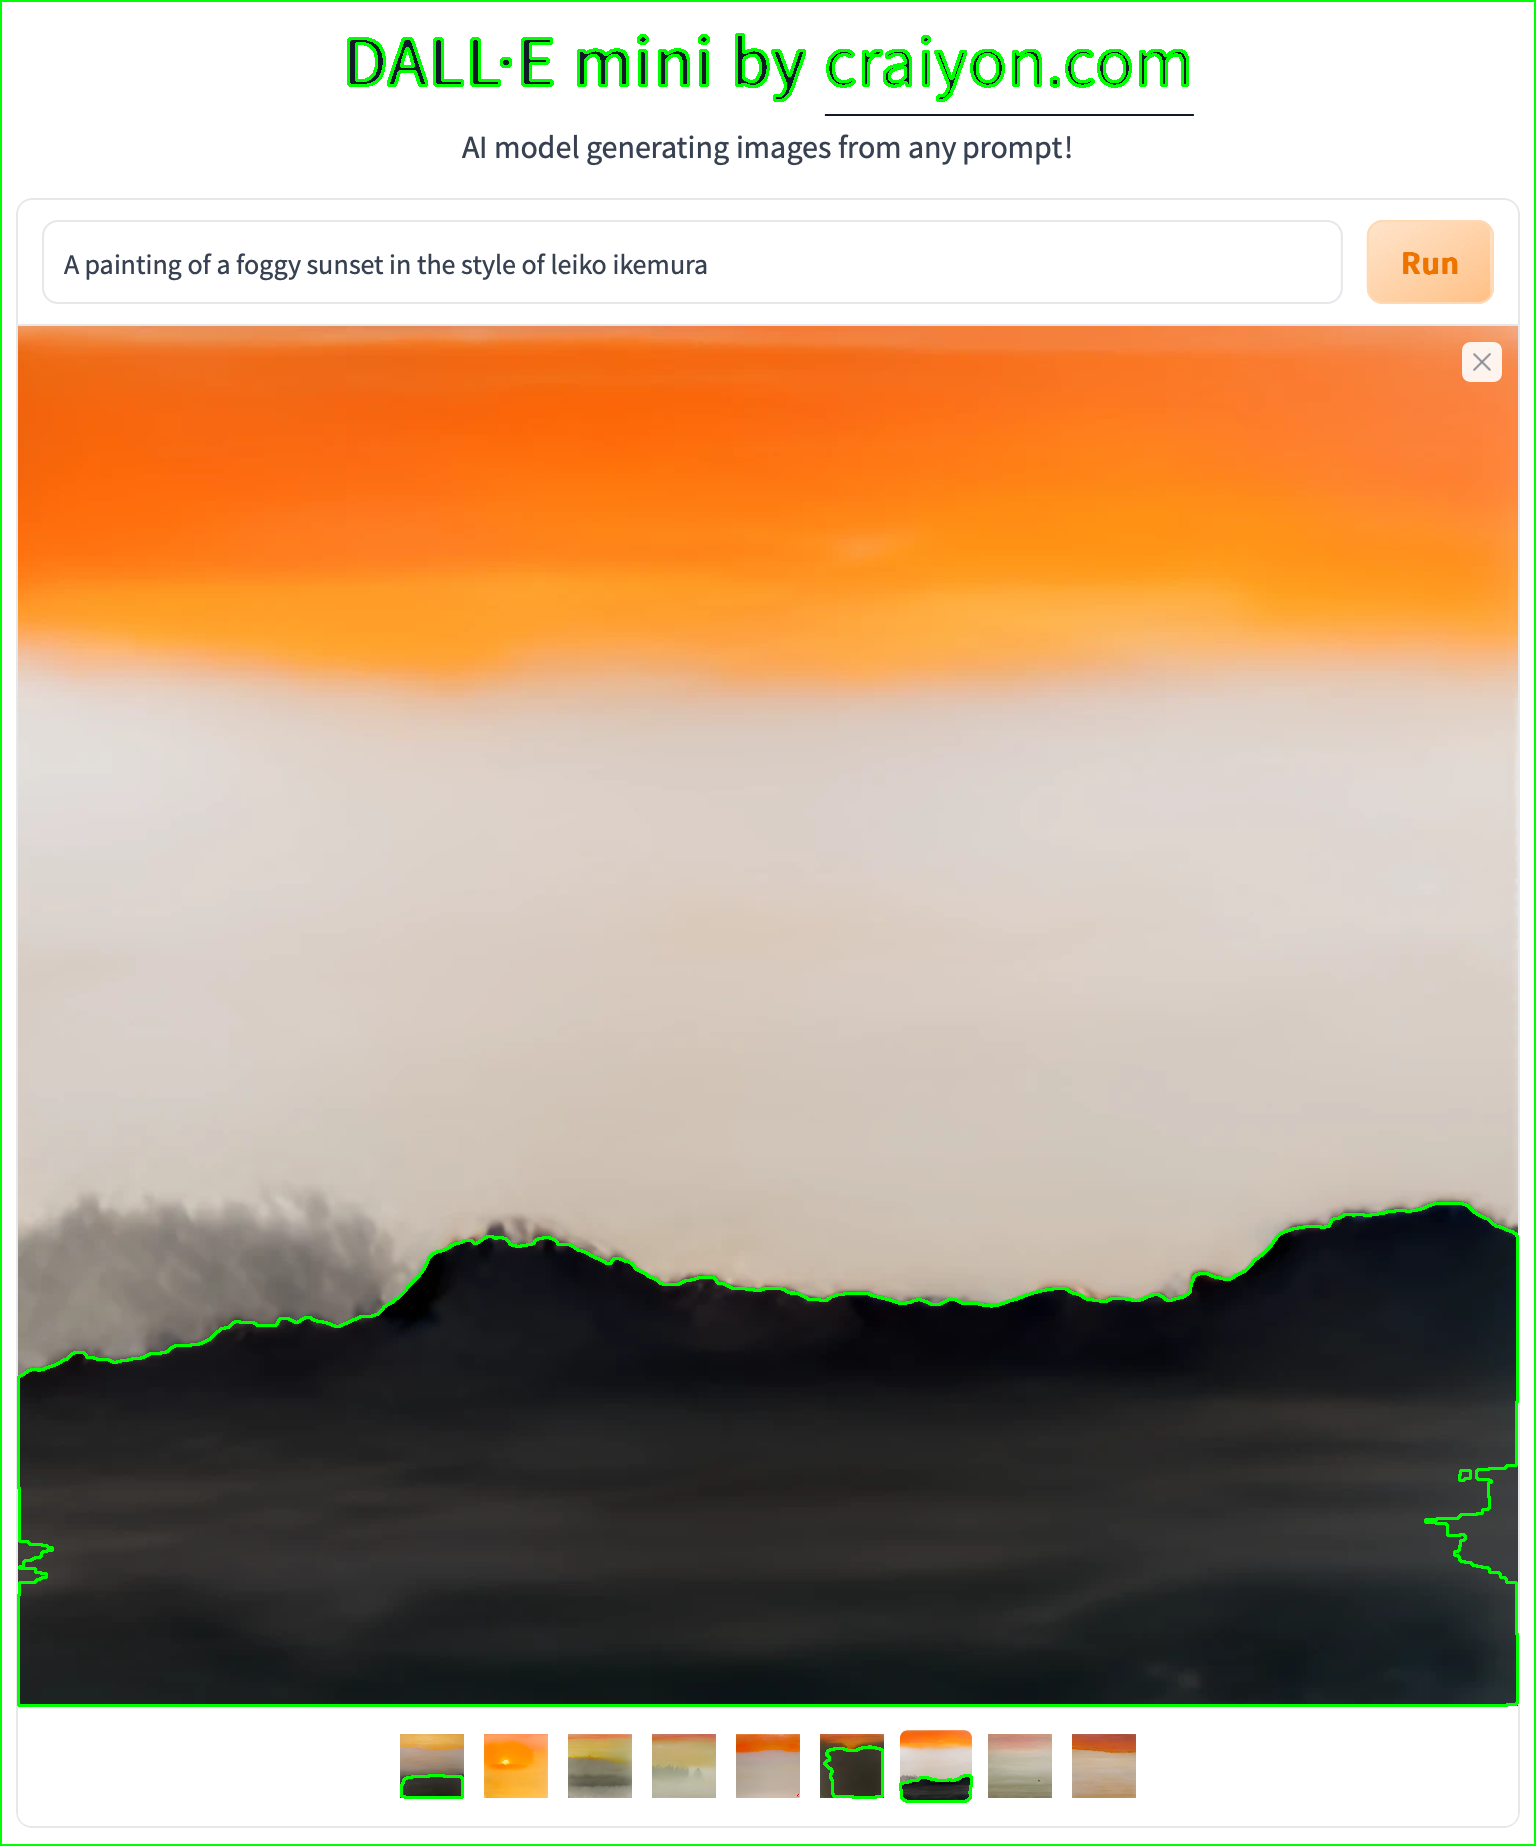 DALL·E mini by craiyon.com
AI model generating images from any prompt!
A painting of a foggy sunset in the style of leiko ikemura
Run